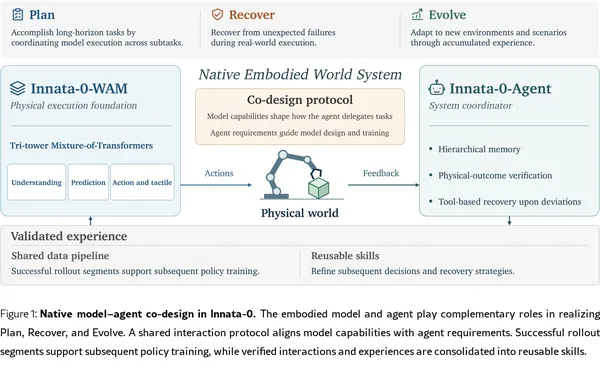 Plan
Accomplish long-horizon tasks by
coordinating model execution across subtasks.
Recover
Recover from unexpected failures
during real-world execution.
Evolve
Adapt to new environments and scenarios
through accumulated experience.
Innata-0-WAM
Physical execution foundation
Tri-tower Mixture-of-Transformers
Understanding
Prediction
Action and tactile
Native Embodied World System
Co-design protocol
Model capabilities shape how the agent delegates tasks
Agent requirements guide model design and training
Actions
Feedback
Physical world
Innata-0-Agent
System coordinator
• Hierarchical memory
• Physical-outcome verification
• Tool-based recovery upon deviations
Validated experience
Shared data pipeline
Successful rollout segments support subsequent policy training.
Reusable skills
Refine subsequent decisions and recovery strategies.
Figure 1: Native model–agent co-design in Innata-0. The embodied model and agent play complementary roles in realizing
Plan, Recover, and Evolve. A shared interaction protocol aligns model capabilities with agent requirements. Successful rollout
segments support subsequent policy training, while verified interactions and experiences are consolidated into reusable skills.